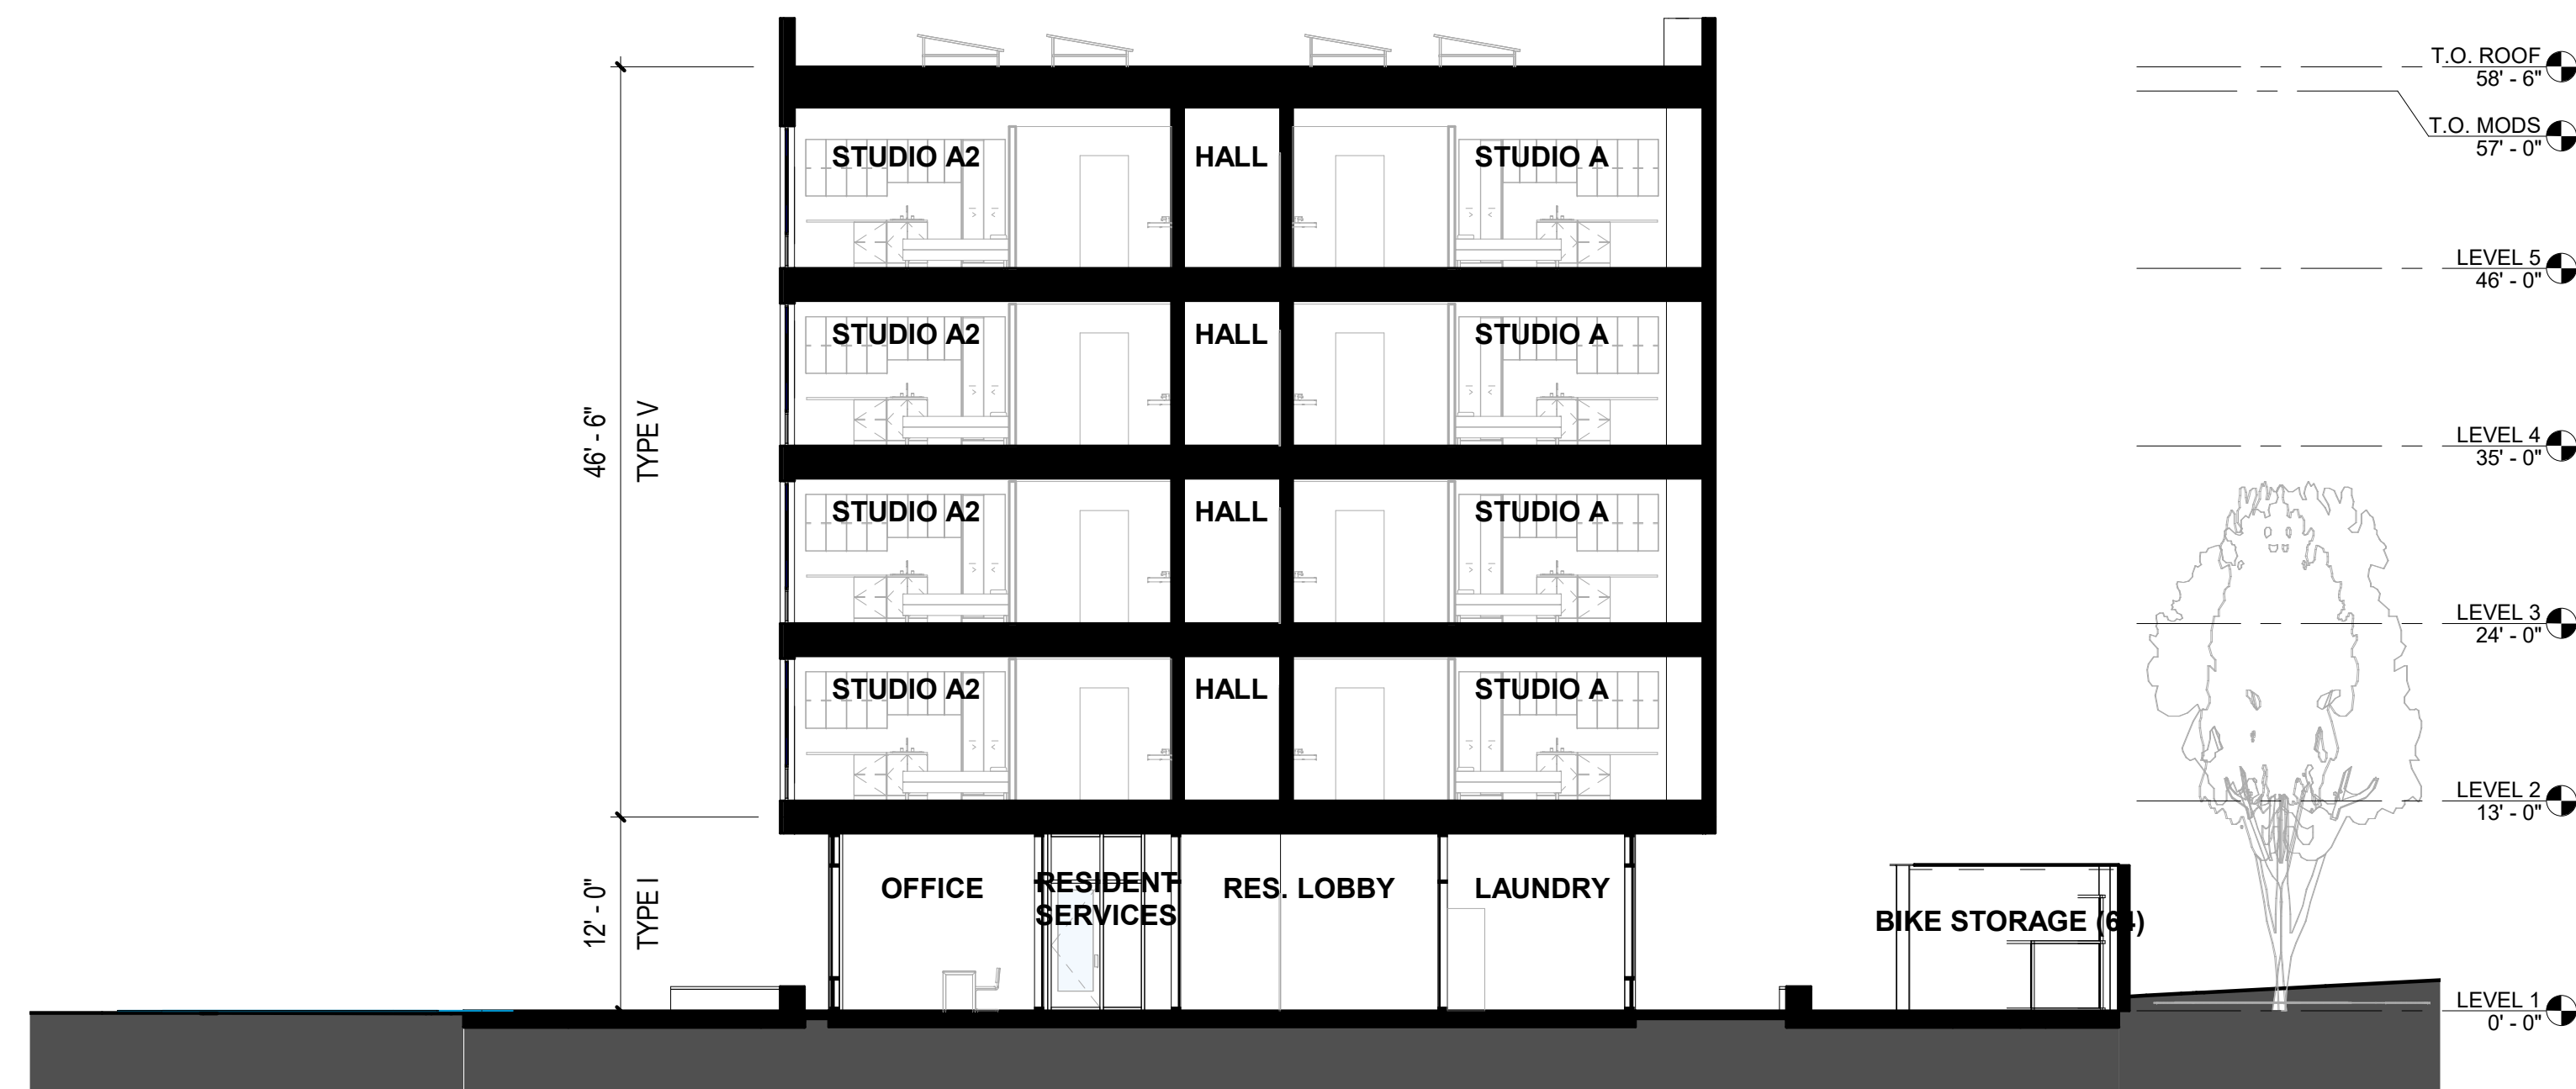 T.O. ROOF
58' - 6"
T.O. MODS
57' - 0"
STUDIO A2 HALL STUDIO A
LEVEL 5
46' - 0"
STUDIO A2 HALL STUDIO A
46' - 6"
TYPE V
LEVEL 4
35' - 0"
STUDIO A2 HALL STUDIO A
LEVEL 3
24' - 0"
STUDIO A2 HALL STUDIO A
LEVEL 2
13' - 0"
12' - 0"
TYPE I
OFFICE
RESIDENT
SERVICES
RES. LOBBY
LAUNDRY
BIKE STORAGE (64)
LEVEL 1
0' - 0"